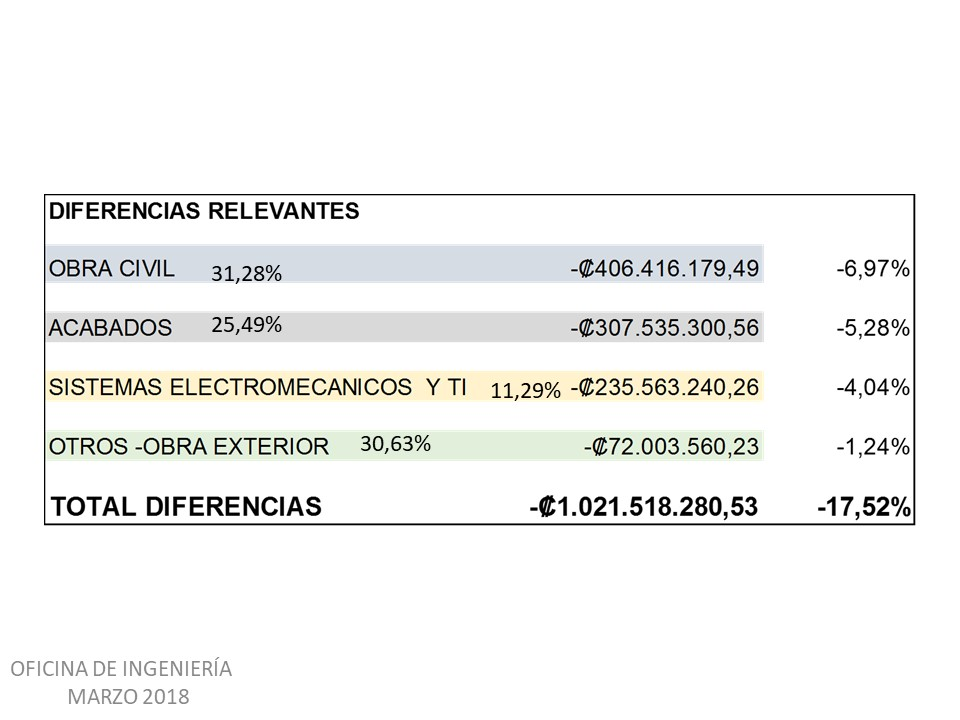 DIFERENCIAS RELEVANTES
OBRA CIVIL 31,28% -₡406.416.179,49 -6,97%
ACABADOS 25,49% -₡307.535.300,56 -5,28%
SISTEMAS ELECTROMECANICOS Y TI 11,29% -₡235.563.240,26 -4,04%
OTROS -OBRA EXTERIOR 30,63% -₡72.003.560,23 -1,24%
TOTAL DIFERENCIAS -₡1.021.518.280,53 -17,52%
OFICINA DE INGENIERÍA
MARZO 2018